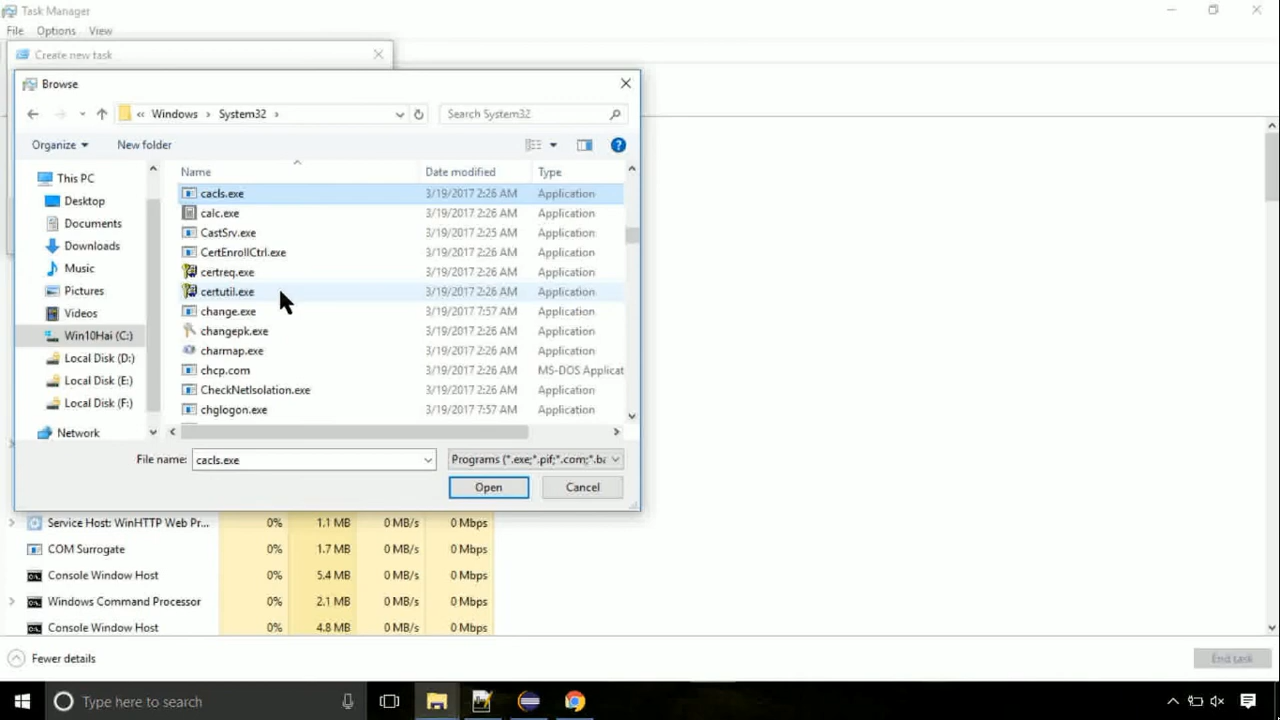 Task Manager
File Options View
Create new task
Browse
« Windows › System32 ›
Search System32
Organize New folder
This PC
Desktop
Documents
Downloads
Music
Pictures
Videos
Win10Hai (C:)
Local Disk (D:)
Local Disk (E:)
Local Disk (F:)
Network
Name Date modified Type
cacls.exe 3/19/2017 2:26 AM Application
calc.exe 3/19/2017 2:26 AM Application
CastSrv.exe 3/19/2017 2:25 AM Application
CertEnrollCtrl.exe 3/19/2017 2:26 AM Application
certreq.exe 3/19/2017 2:26 AM Application
certutil.exe 3/19/2017 2:26 AM Application
change.exe 3/19/2017 7:57 AM Application
changepk.exe 3/19/2017 2:26 AM Application
charmap.exe 3/19/2017 2:26 AM Application
chcp.com 3/19/2017 2:26 AM MS-DOS Applicat
CheckNetIsolation.exe 3/19/2017 2:26 AM Application
chglogon.exe 3/19/2017 7:57 AM Application
File name: cacls.exe Programs (*.exe;*.pif;*.com;*.ba
Open Cancel
Service Host: WinHTTP Web Pr... 0% 1.1 MB 0 MB/s 0 Mbps
COM Surrogate 0% 1.7 MB 0 MB/s 0 Mbps
Console Window Host 0% 5.4 MB 0 MB/s 0 Mbps
Windows Command Processor 0% 2.1 MB 0 MB/s 0 Mbps
Console Window Host 0% 4.8 MB 0 MB/s 0 Mbps
Fewer details
End task
Type here to search